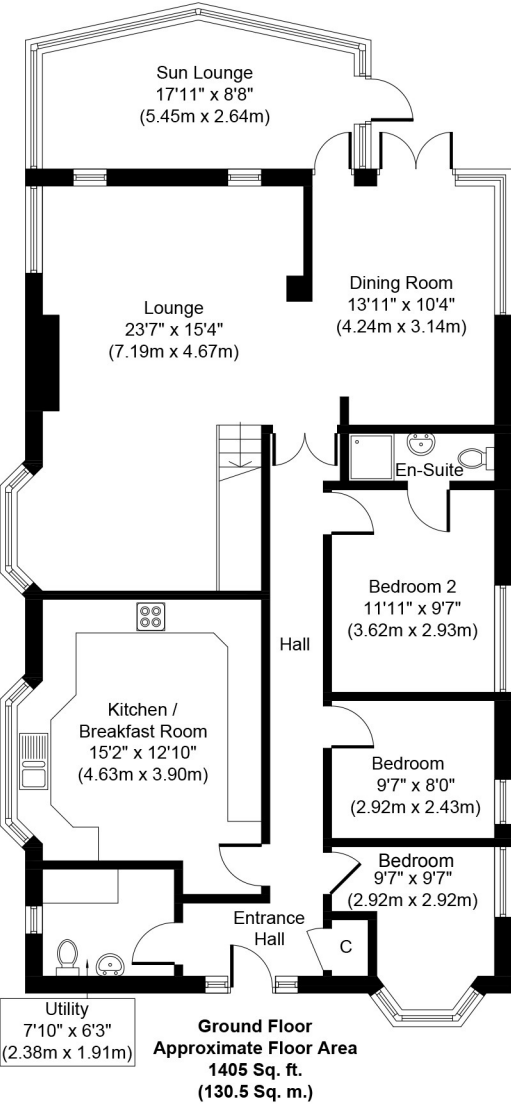 Sun Lounge
17'11" x 8'8"
(5.45m x 2.64m)
Dining Room
13'11" x 10'4"
(4.24m x 3.14m)
Lounge
23'7" x 15'4"
(7.19m x 4.67m)
En-Suite
Bedroom 2
11'11" x 9'7"
(3.62m x 2.93m)
Hall
Kitchen /
Breakfast Room
15'2" x 12'10"
(4.63m x 3.90m)
Bedroom
9'7" x 8'0"
(2.92m x 2.43m)
Bedroom
9'7" x 9'7"
(2.92m x 2.92m)
Entrance
Hall
C
Utility
7'10" x 6'3"
(2.38m x 1.91m)
Ground Floor
Approximate Floor Area
1405 Sq. ft.
(130.5 Sq. m.)